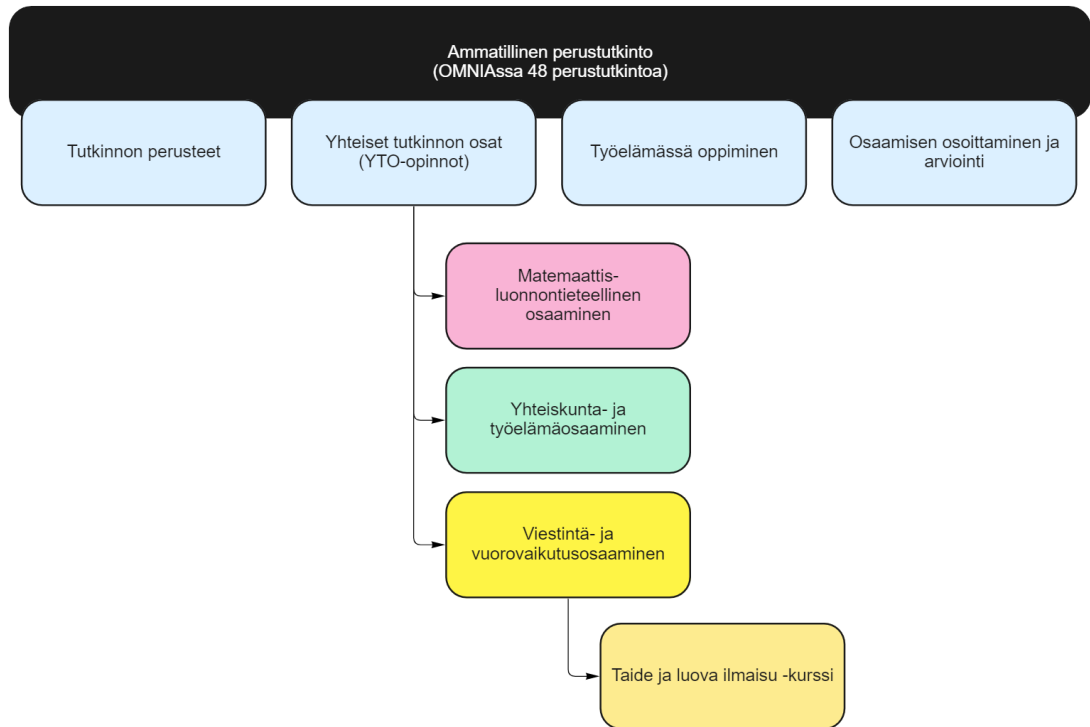 Ammatillinen perustutkinto
(OMNIAssa 48 perustutkintoa)
Tutkinnon perusteet
Yhteiset tutkinnon osat
(YTO-opinnot)
Työelämässä oppiminen
Osaamisen osoittaminen ja
arviointi
Matemaattis-
luonnontieteellinen
osaaminen
Yhteiskunta- ja
työelämäosaaminen
Viestintä- ja
vuorovaikutusosaaminen
Taide ja luova ilmaisu -kurssi